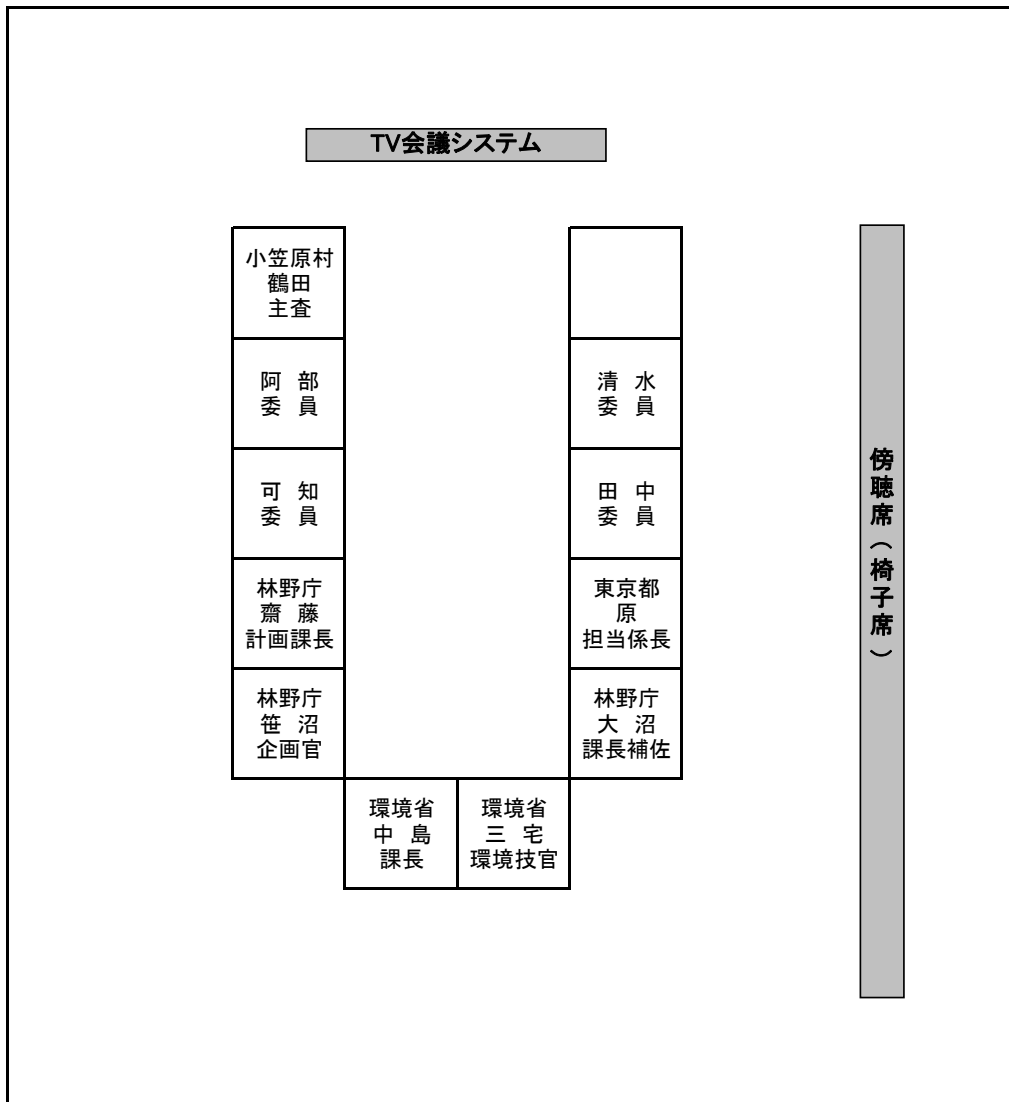 TV会議システム
小笠原村
鶴田
主査
阿 部
委 員
清 水
委 員
可 知
委 員
田 中
委 員
林野庁
齋 藤
計画課長
東京都
原
担当係長
林野庁
笹 沼
企画官
林野庁
大 沼
課長補佐
環境省
中 島
課長
環境省
三 宅
環境技官
傍聴席（椅子席）